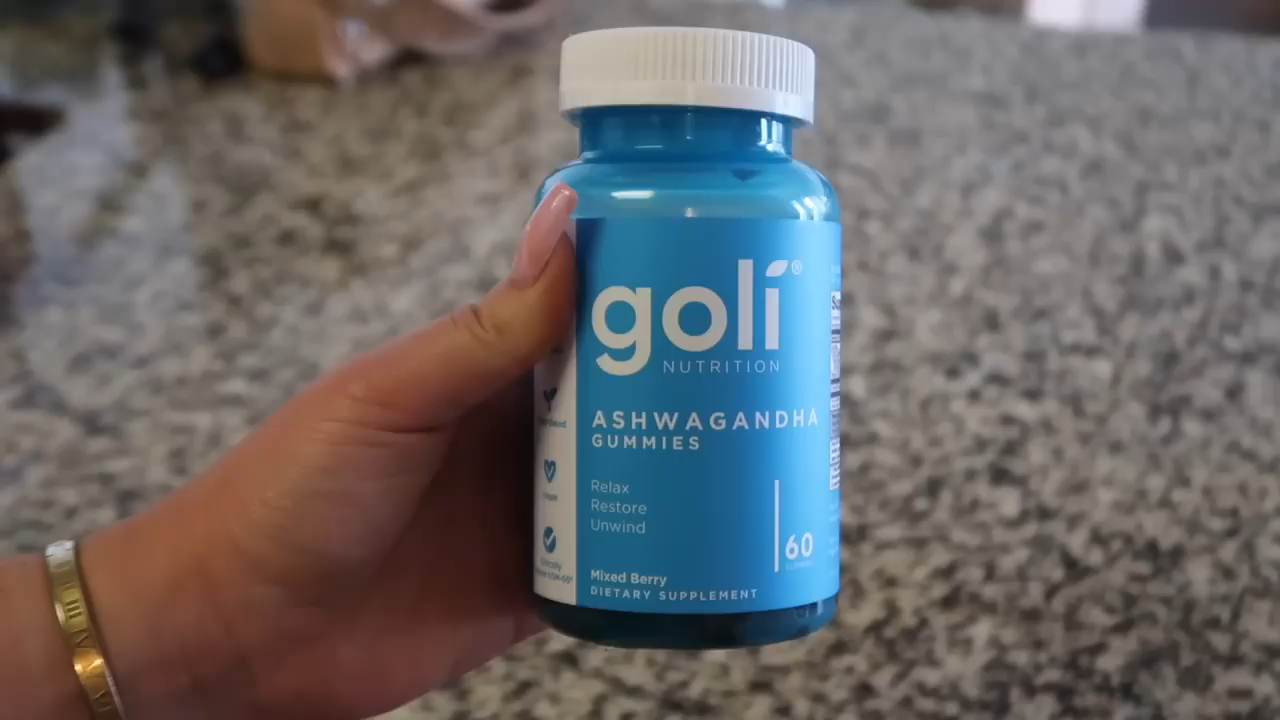 goli®
NUTRITION
ASHWAGANDHA
GUMMIES
Relax
Restore
Unwind
60
Mixed Berry
DIETARY SUPPLEMENT